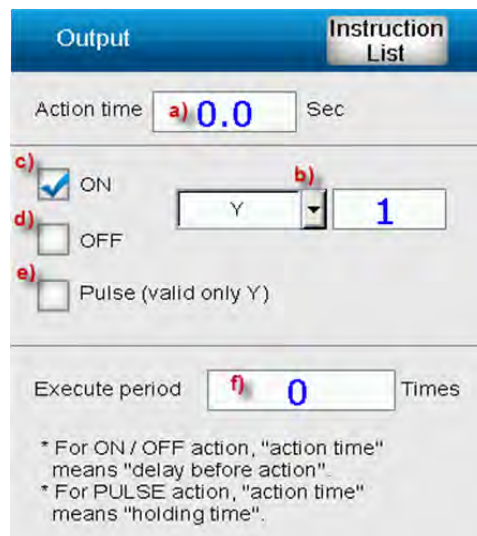 Output
Instruction
List
Action time a) 0.0 Sec
c) ON
b) Y 1
d) OFF
e) Pulse (valid only Y)
Execute period f) 0 Times
* For ON / OFF action, "action time"
means "delay before action".
* For PULSE action, "action time"
means "holding time".